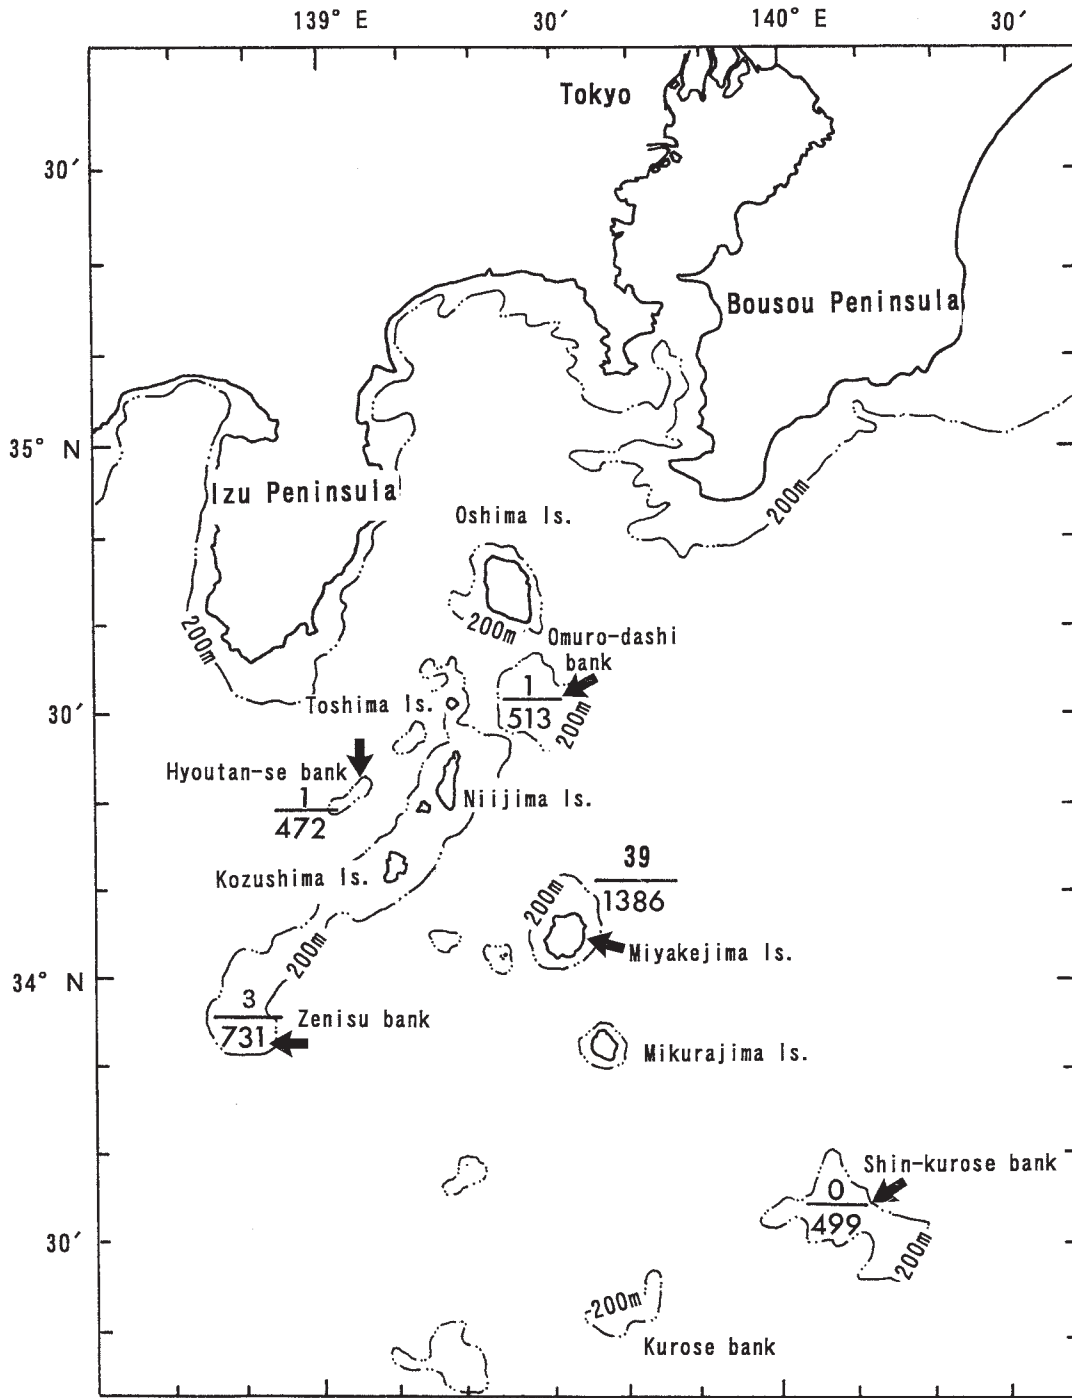 139° E 30′ 140° E 30′
Tokyo
30′
Bousou Peninsula
35° N
Izu Peninsula
200m
Oshima Is.
200m
200m
Omuro-dashi
bank
1
513
200m
Toshima Is.
30′
Hyoutan-se bank
1
472
Niijima Is.
Kozushima Is.
39
1386
200m
Miyakejima Is.
200m
34° N
3
731
Zenisu bank
Mikurajima Is.
Shin-kurose bank
0
499
200m
30′
200m
Kurose bank